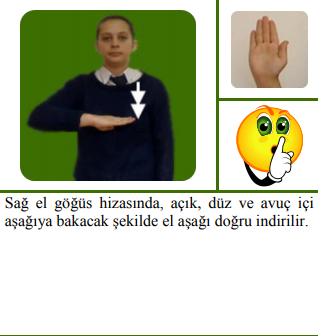 Sağ el göğüs hizasında, açık, düz ve avuç içi
aşağıya bakacak şekilde el aşağı doğru indirilir.